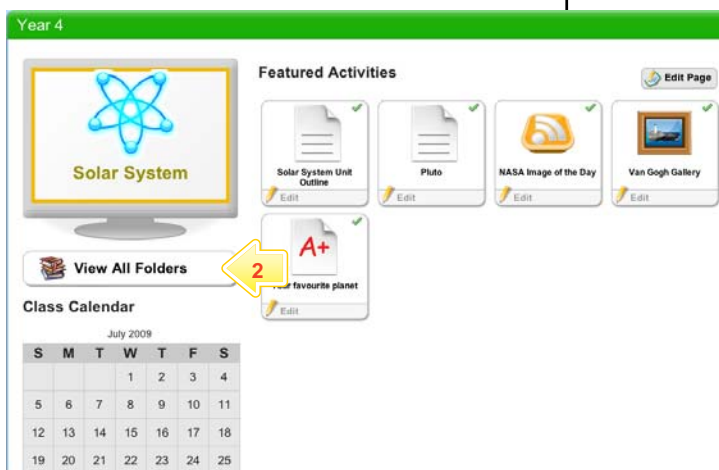 Year 4
Solar System
Featured Activities
Edit Page
Solar System Unit
Outline
Edit
Pluto
Edit
NASA Image of the Day
Edit
Van Gogh Gallery
Edit
View All Folders
2
A+
Your favourite planet
Edit
Class Calendar
July 2009
S M T W T F S
1 2 3 4
5 6 7 8 9 10 11
12 13 14 15 16 17 18
19 20 21 22 23 24 25